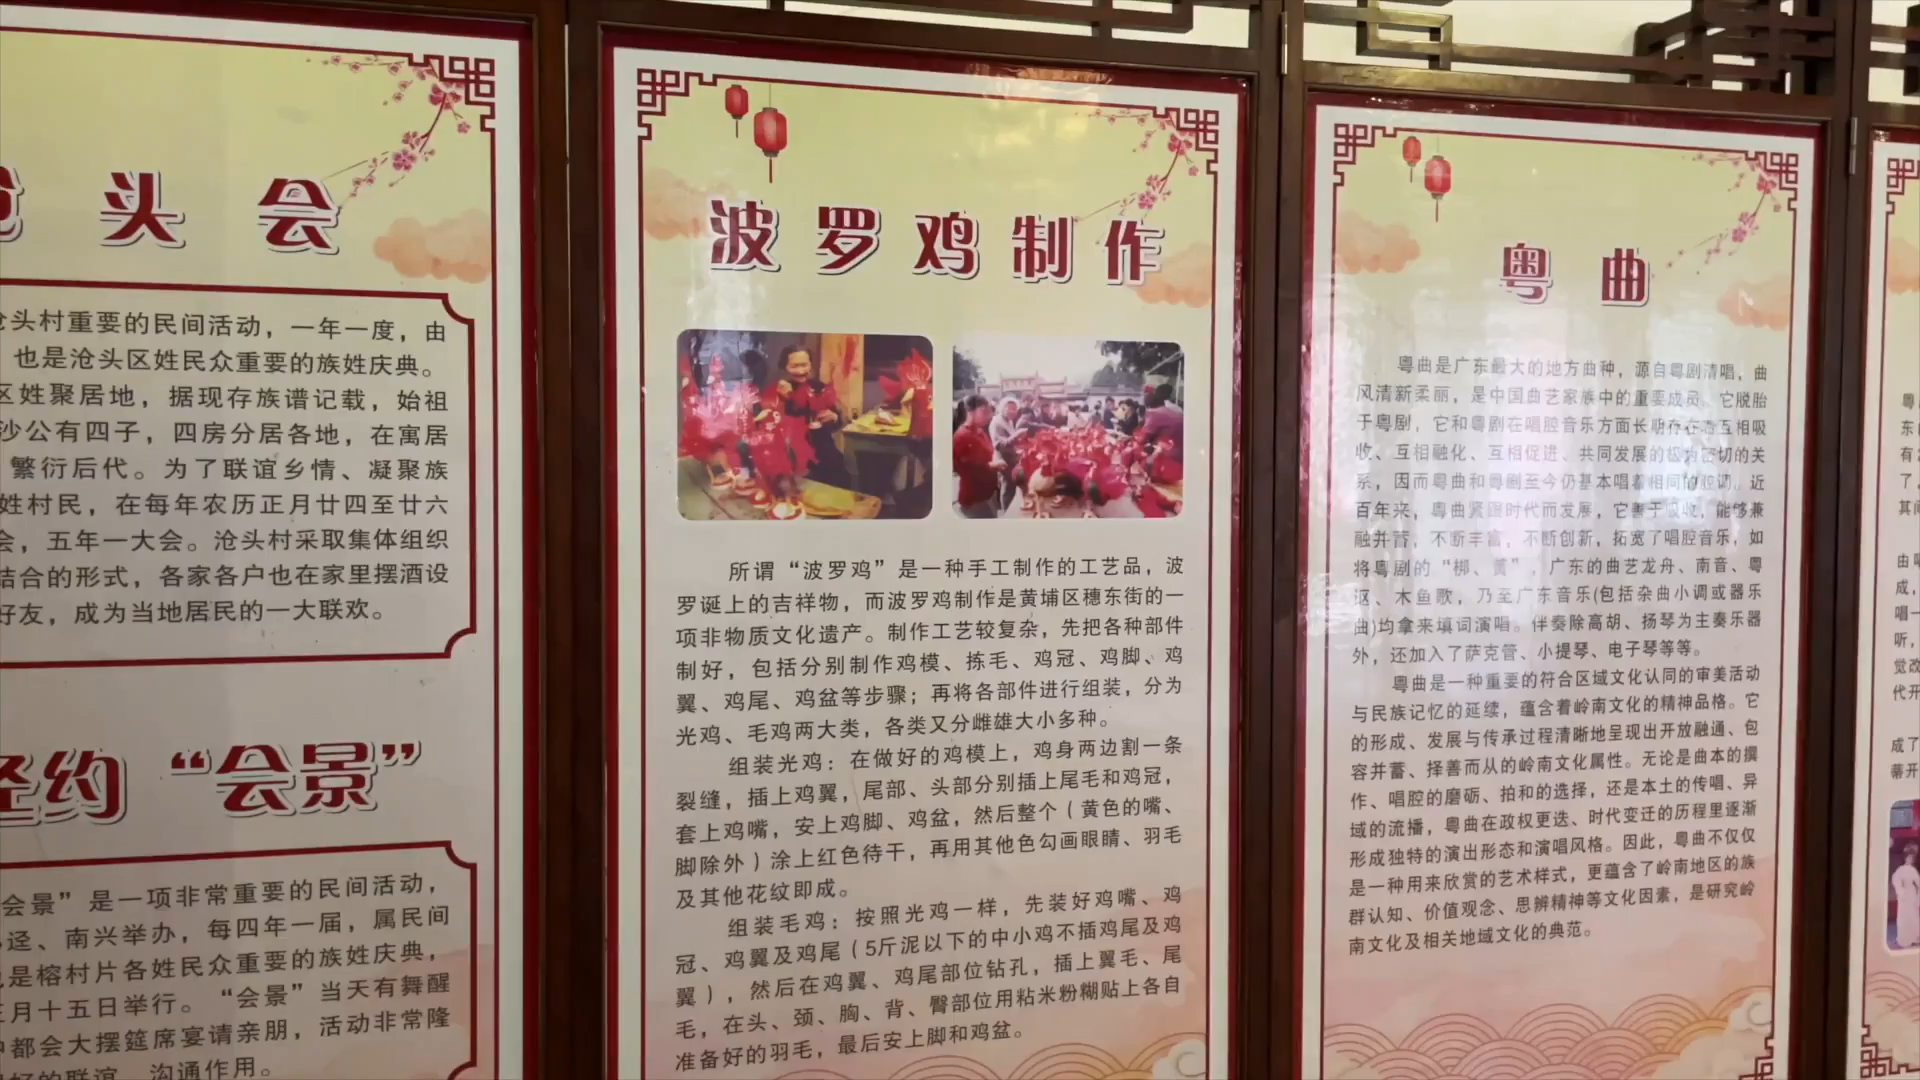 头会
沧头村重要的民间活动，一年一度，由
也是沧头区姓民众重要的族姓庆典。
区姓聚居地，据现存族谱记载，始祖
沙公有四子，四房分居各地，在寓居
繁衍后代。为了联谊乡情、凝聚族
姓村民，在每年农历正月廿四至廿六
会，五年一大会。沧头村采取集体组织
结合的形式，各家各户也在家里摆酒设
好友，成为当地居民的一大联欢。
约“会景”
会景”是一项非常重要的民间活动，
迳、南兴举办，每四年一届，属民间
也是榕村片各姓民众重要的族姓庆典，
月十五日举行。“会景”当天有舞醒
都会大摆筵席宴请亲朋，活动非常隆
好的联谊、沟通作用。
波罗鸡制作
所谓“波罗鸡”是一种手工制作的工艺品，波
罗诞上的吉祥物，而波罗鸡制作是黄埔区穗东街的一
项非物质文化遗产。制作工艺较复杂，先把各种部件
制好，包括分别制作鸡模、拣毛、鸡冠、鸡脚、鸡
翼、鸡尾、鸡盆等步骤；再将各部件进行组装，分为
光鸡、毛鸡两大类，各类又分雌雄大小多种。
组装光鸡：在做好的鸡模上，鸡身两边割一条
裂缝，插上鸡翼，尾部、头部分别插上尾毛和鸡冠，
套上鸡嘴，安上鸡脚、鸡盆，然后整个（黄色的嘴、
脚除外）涂上红色待干，再用其他色勾画眼睛、羽毛
及其他花纹即成。
组装毛鸡：按照光鸡一样，先装好鸡嘴、鸡
冠、鸡翼及鸡尾（5斤泥以下的中小鸡不插鸡尾及鸡
翼），然后在鸡翼、鸡尾部位钻孔，插上翼毛、尾
毛，在头、颈、胸、背、臀部位用粘米粉糊贴上各自
准备好的羽毛，最后安上脚和鸡盆。
粤曲
粤曲是广东最大的地方曲种，源自粤剧清唱，曲
风清新柔丽，是中国曲艺家族中的重要成员。它脱胎
于粤剧，它和粤剧在唱腔音乐方面长期存在着互相吸
收、互相融化、互相促进、共同发展的极为密切的关
系，因而粤曲和粤剧至今仍基本唱着相同的腔调。近
百年来，粤曲紧跟时代而发展，它善于吸收，能够兼
融并蓄，不断丰富，不断创新，拓宽了唱腔音乐，如
将粤剧的“梆、黄”，广东的曲艺龙舟、南音、粤
讴、木鱼歌，乃至广东音乐(包括杂曲小调或器乐
曲)均拿来填词演唱。伴奏除高胡、扬琴为主奏乐器
外，还加入了萨克管、小提琴、电子琴等等。
粤曲是一种重要的符合区域文化认同的审美活动
与民族记忆的延续，蕴含着岭南文化的精神品格。它
的形成、发展与传承过程清晰地呈现出开放融通、包
容并蓄、择善而从的岭南文化属性。无论是曲本的撰
作、唱腔的磨砺、拍和的选择，还是本土的传唱、异
域的流播，粤曲在政权更迭、时代变迁的历程里逐渐
形成独特的演出形态和演唱风格。因此，粤曲不仅仅
是一种用来欣赏的艺术样式，更蕴含了岭南地区的族
群认知、价值观念、思辨精神等文化因素，是研究岭
南文化及相关地域文化的典范。
粤
东
有
了
其间
由
成，
唱一
听，
觉改
代开
成了
蒂开